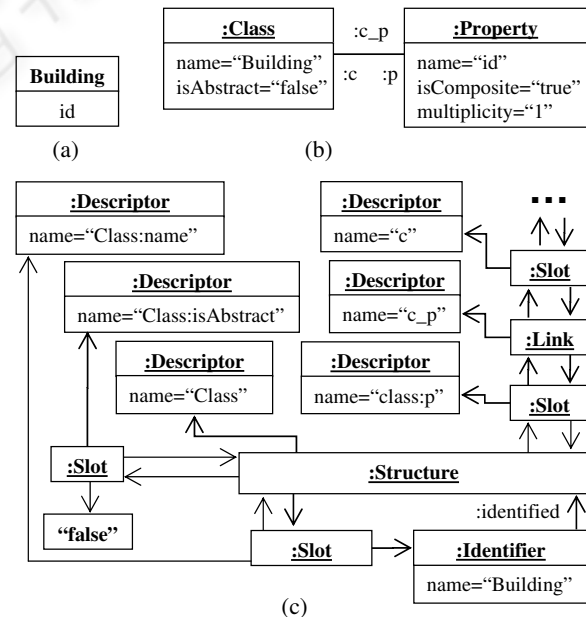 Building
id
(a)
:Class
name=“Building”
isAbstract=“false”
:c_p
:c :p
:Property
name=“id”
isComposite=“true”
multiplicity=“1”
(b)
:Descriptor
name=“Class:name”
:Descriptor
name=“Class:isAbstract”
:Descriptor
name=“Class”
:Descriptor
name=“c”
:Descriptor
name=“c_p”
:Descriptor
name=“class:p”
...
:Slot
:Link
:Slot
:Slot
“false”
:Structure
:identified
:Slot
:Identifier
name=“Building”
(c)